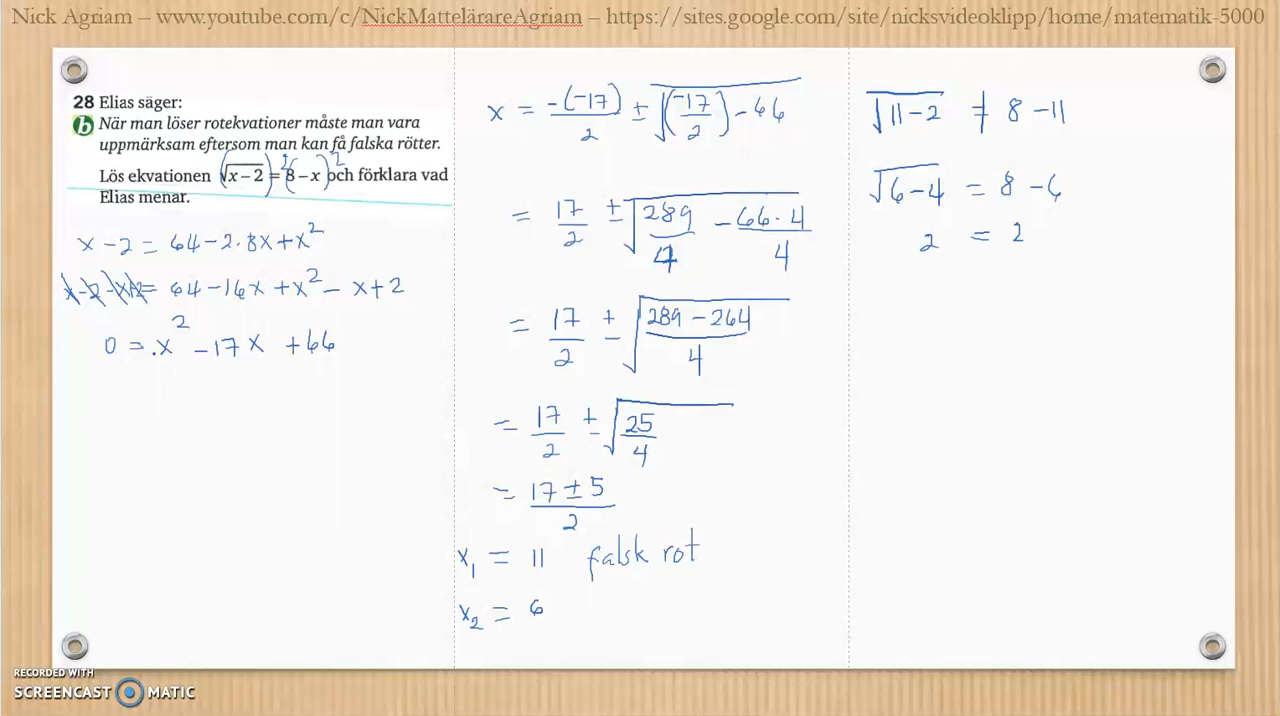 Nick Agriam – www.youtube.com/c/NickMattelärareAgriam – https://sites.google.com/site/nicksvideoklipp/home/matematik-5000
28 Elias säger:
b När man löser rotekvationer måste man vara
uppmärksam eftersom man kan få falska rötter.
Lös ekvationen (√(x – 2))² = (8 – x)² och förklara vad
Elias menar.
x - 2 = 64 - 2·8x + x²
x - 2 - x + 2 = 64 - 16x + x² - x + 2
0 = x² - 17x + 66
x = -(-17)/2 ± √((-17/2) - 66)
= 17/2 ± √(289/4 - 66·4/4)
= 17/2 ± √((289 - 264)/4)
= 17/2 ± √(25/4)
= (17 ± 5)/2
x₁ = 11 falsk rot
x₂ = 6
√(11 - 2) ≠ 8 - 11
√(6 - 4) = 8 - 6
2 = 2
RECORDED WITH
SCREENCAST MATIC